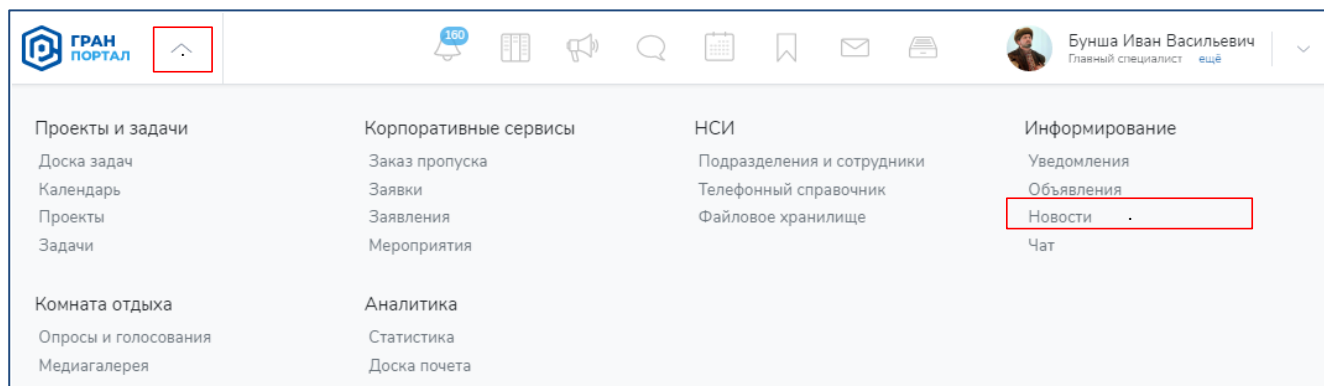 ГРАН
ПОРТАЛ
160
Бунша Иван Васильевич
Главный специалист ещё
Проекты и задачи
Доска задач
Календарь
Проекты
Задачи
Корпоративные сервисы
Заказ пропуска
Заявки
Заявления
Мероприятия
НСИ
Подразделения и сотрудники
Телефонный справочник
Файловое хранилище
Информирование
Уведомления
Объявления
Новости
Чат
Комната отдыха
Опросы и голосования
Медиагалерея
Аналитика
Статистика
Доска почета